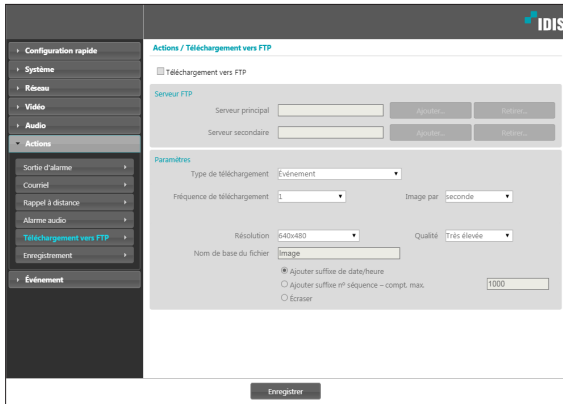 IDIS
Configuration rapide
Système
Réseau
Vidéo
Audio
Actions
Sortie d'alarme
Courriel
Rappel à distance
Alarme audio
Téléchargement vers FTP
Enregistrement
Événement
Actions / Téléchargement vers FTP
Téléchargement vers FTP
Serveur FTP
Serveur principal Ajouter... Retirer...
Serveur secondaire Ajouter... Retirer...
Paramètres
Type de téléchargement Événement
Fréquence de téléchargement 1 Image par seconde
Résolution 640x480 Qualité Très élevée
Nom de base du fichier Image
Ajouter suffixe de date/heure
Ajouter suffixe nº séquence – compt. max. 1000
Écraser
Enregistrer